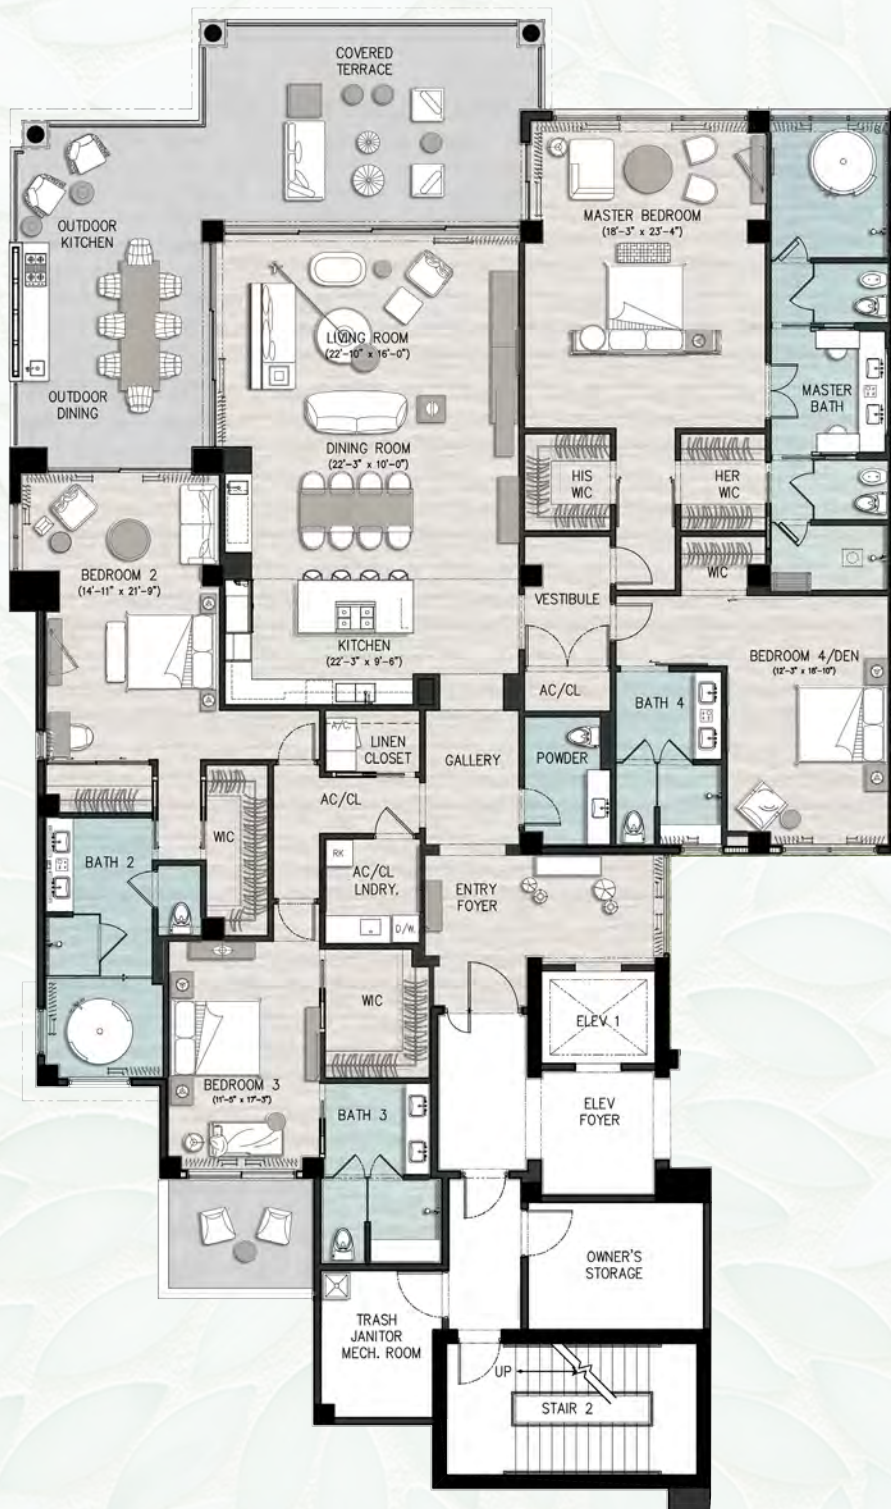 COVERED
TERRACE
OUTDOOR
KITCHEN
MASTER BEDROOM
(18'-3" x 23'-4")
LIVING ROOM
(22'-10" x 16'-0")
OUTDOOR
DINING
MASTER
BATH
DINING ROOM
(22'-3" x 10'-0")
HIS
WIC
HER
WIC
BEDROOM 2
(14'-11" x 21'-9")
WIC
VESTIBULE
KITCHEN
(22'-3" x 9'-6")
BEDROOM 4/DEN
(12'-3" x 18'-10")
AC/CL
BATH 4
A/C.
LINEN
CLOSET
GALLERY
POWDER
AC/CL
WIC
BATH 2
RK
AC/CL
LNDRY.
D/W.
ENTRY
FOYER
WIC
ELEV 1
BEDROOM 3
(11'-5" x 17'-3")
BATH 3
ELEV
FOYER
OWNER'S
STORAGE
TRASH
JANITOR
MECH. ROOM
UP
STAIR 2